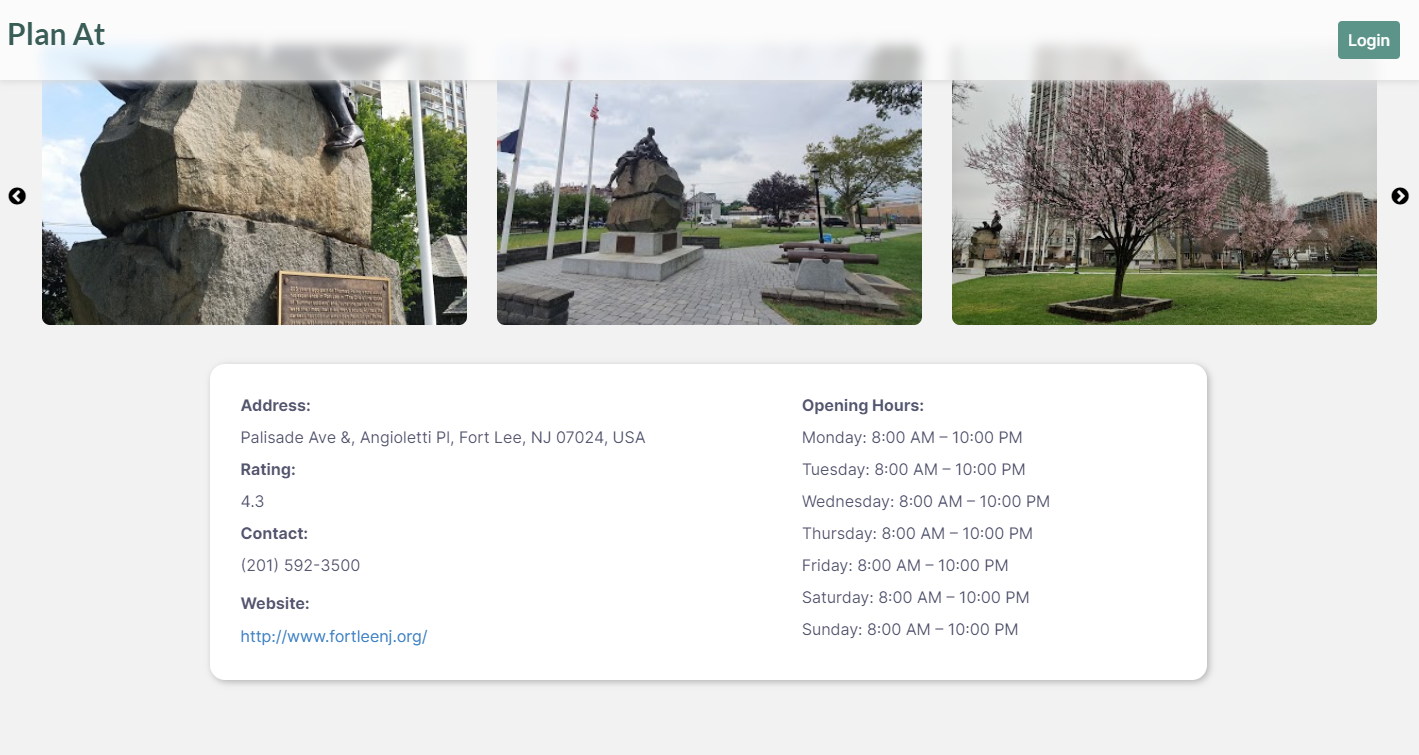 Plan At
Login
Address:
Palisade Ave &, Angioletti Pl, Fort Lee, NJ 07024, USA
Rating:
4.3
Contact:
(201) 592-3500
Website:
http://www.fortleenj.org/
Opening Hours:
Monday: 8:00 AM – 10:00 PM
Tuesday: 8:00 AM – 10:00 PM
Wednesday: 8:00 AM – 10:00 PM
Thursday: 8:00 AM – 10:00 PM
Friday: 8:00 AM – 10:00 PM
Saturday: 8:00 AM – 10:00 PM
Sunday: 8:00 AM – 10:00 PM